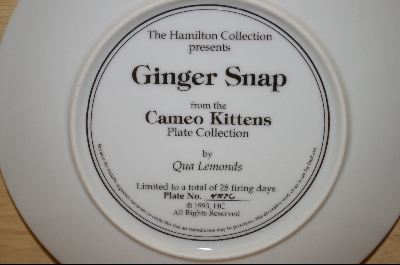 The Hamilton Collection
presents
Ginger Snap
from the
Cameo Kittens
Plate Collection
by
Qua Lemonds
Limited to a total of 28 firing days.
Plate No.
© 1993, HC.
All Rights Reserved